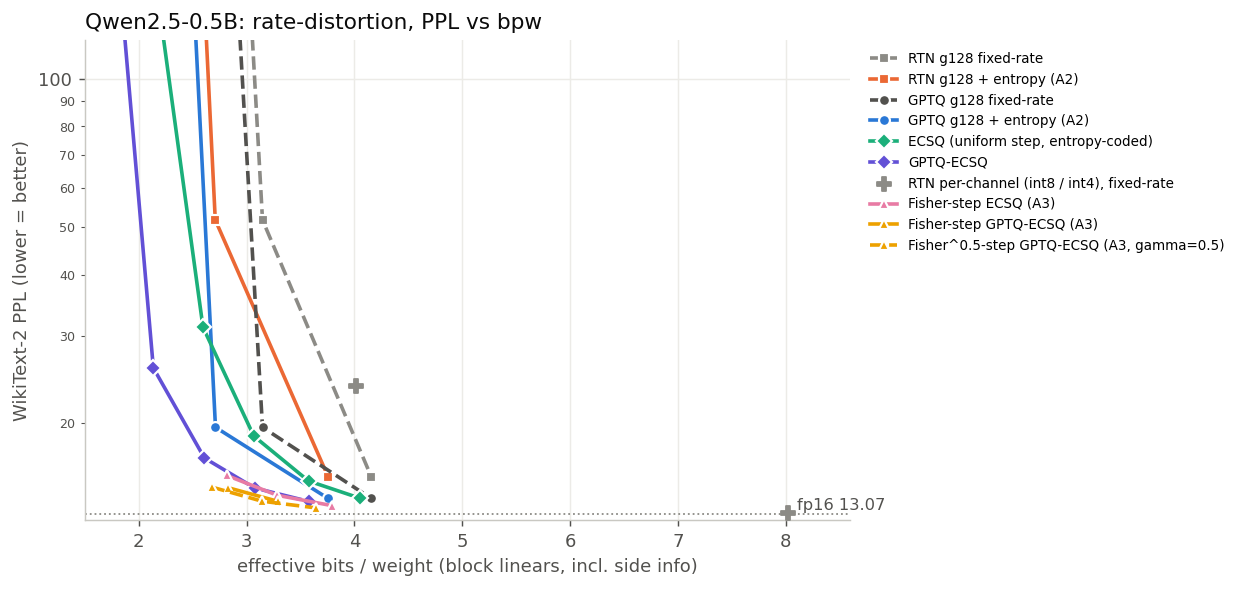 Qwen2.5-0.5B: rate-distortion, PPL vs bpw
WikiText-2 PPL (lower = better)
100
90
80
70
60
50
40
30
20
2
3
4
5
6
7
8
effective bits / weight (block linears, incl. side info)
fp16 13.07
RTN g128 fixed-rate
RTN g128 + entropy (A2)
GPTQ g128 fixed-rate
GPTQ g128 + entropy (A2)
ECSQ (uniform step, entropy-coded)
GPTQ-ECSQ
RTN per-channel (int8 / int4), fixed-rate
Fisher-step ECSQ (A3)
Fisher-step GPTQ-ECSQ (A3)
Fisher^0.5-step GPTQ-ECSQ (A3, gamma=0.5)